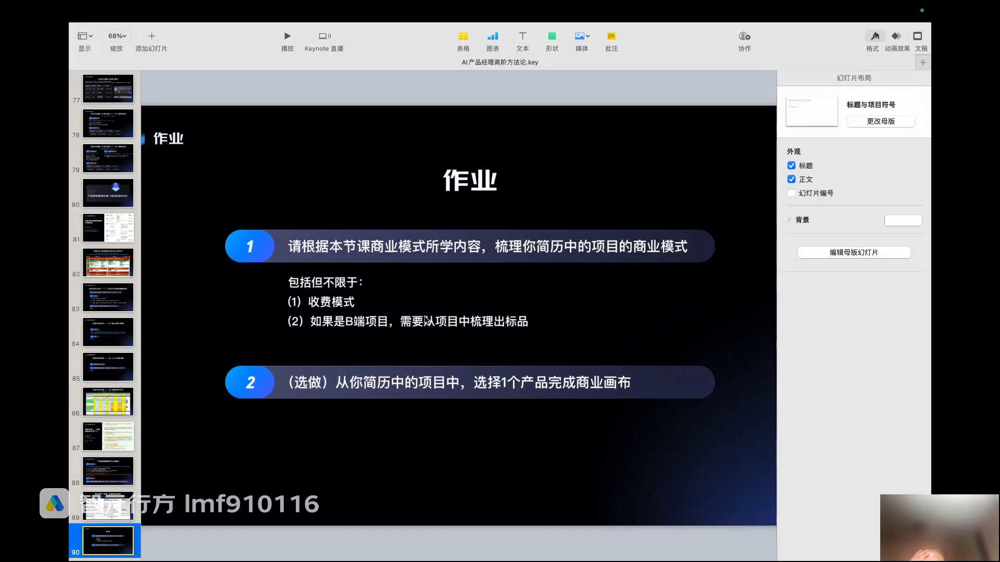 显示
68%
缩放
添加幻灯片
播放
Keynote 直播
表格
图表
文本
形状
媒体
批注
协作
格式
动画效果
文稿
AI产品经理高阶方法论.key
77
78
79
80
81
82
83
84
85
86
87
88
89
90
作业
作业
1 请根据本节课商业模式所学内容，梳理你简历中的项目的商业模式
包括但不限于：
(1) 收费模式
(2) 如果是B端项目，需要从项目中梳理出标品
2 （选做）从你简历中的项目中，选择1个产品完成商业画布
幻灯片布局
标题与项目符号
更改母版
外观
标题
正文
幻灯片编号
背景
编辑母版幻灯片
行方 lmf910116